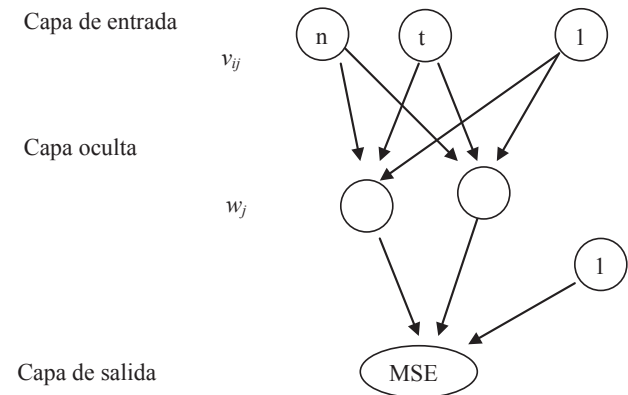 Capa de entrada
n t 1
v_ij
Capa oculta
w_j
1
Capa de salida
MSE